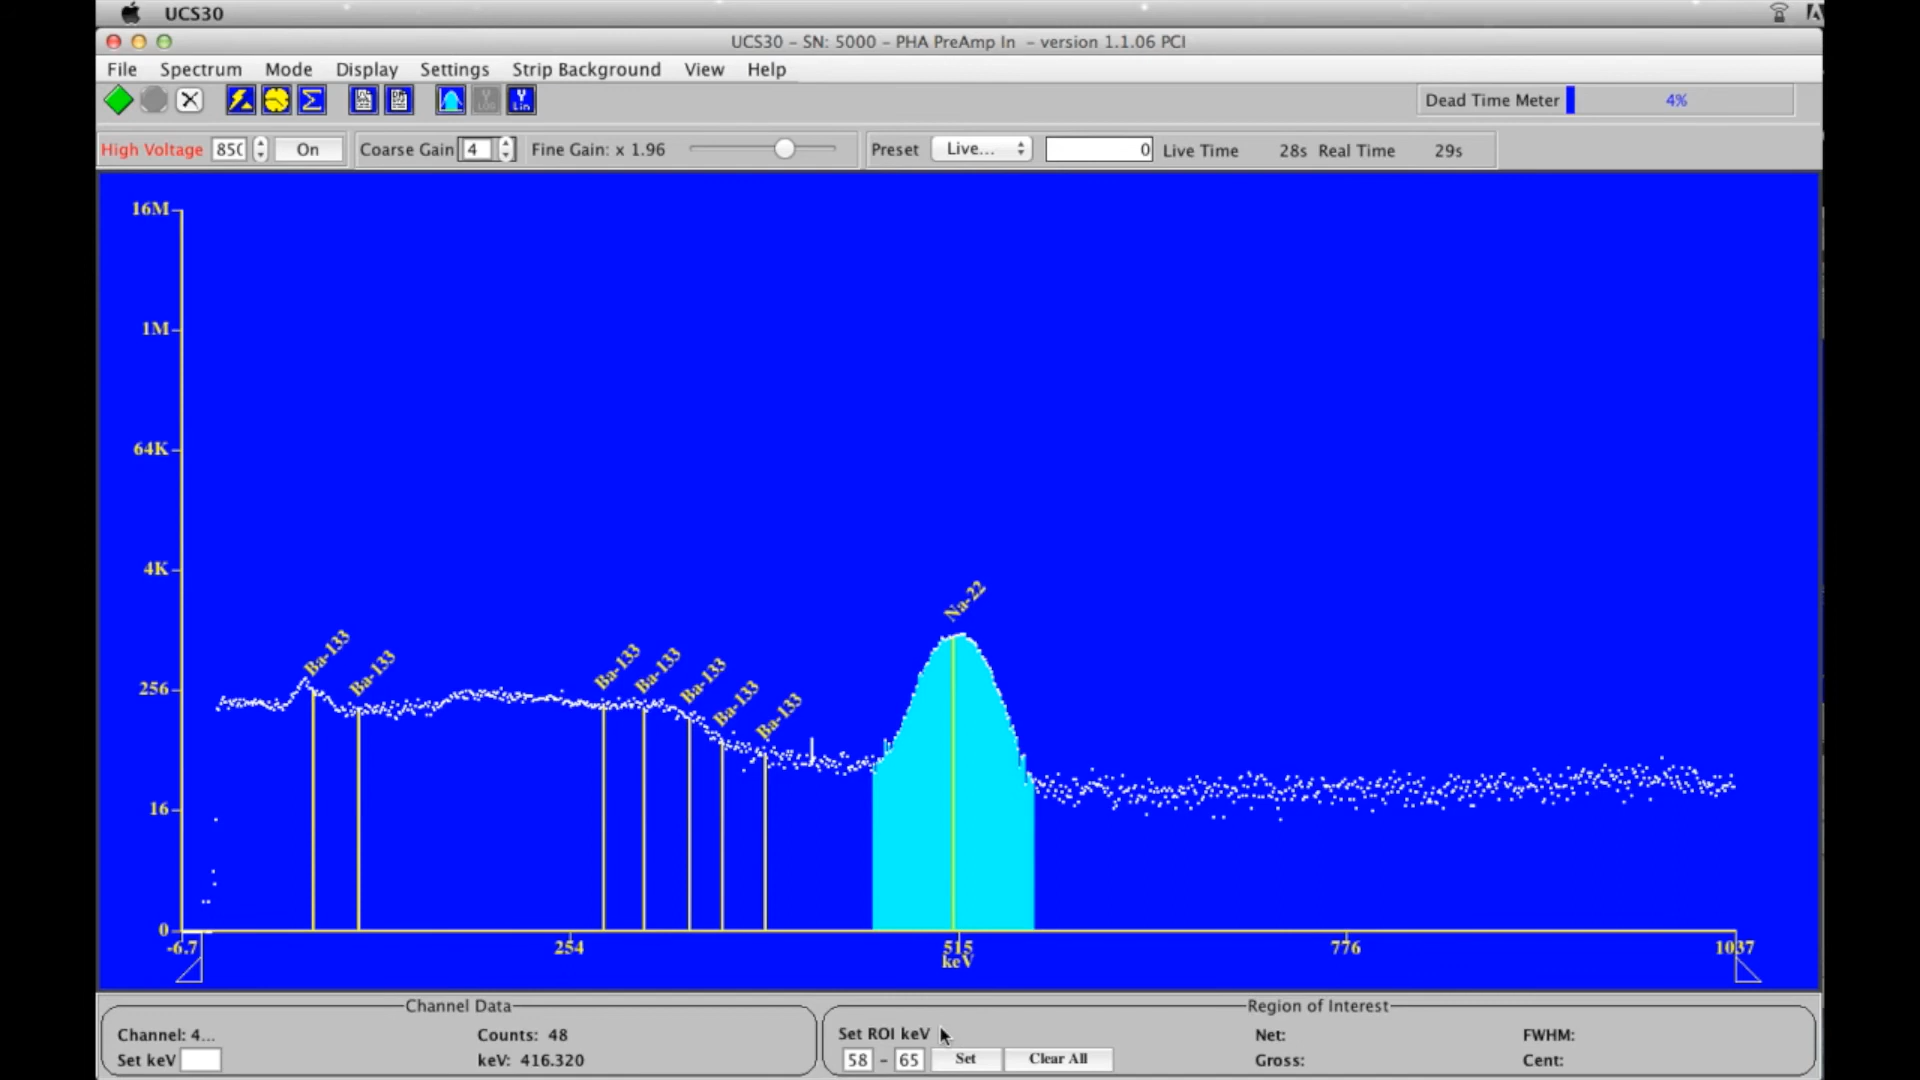 UCS30
UCS30 - SN: 5000 - PHA PreAmp In - version 1.1.06 PCI
File Spectrum Mode Display Settings Strip Background View Help
Y Lin
Dead Time Meter 4%
High Voltage 850 On Coarse Gain 4 Fine Gain: x 1.96 Preset Live... 0 Live Time 28s Real Time 29s
16M
1M
64K
4K
256
16
0
Ba-133
Ba-133
Ba-133
Ba-133
Ba-133
Ba-133
Ba-133
Na-22
-6.7 254 515 776 1037
keV
Channel Data
Channel: 4... Counts: 48
Set keV keV: 416.320
Region of Interest
Set ROI keV Net: FWHM:
58 - 65 Set Clear All Gross: Cent: